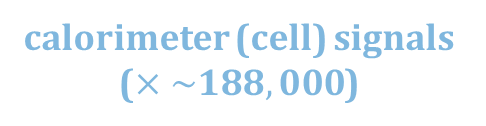 calorimeter (cell) signals
(× ~188,000)